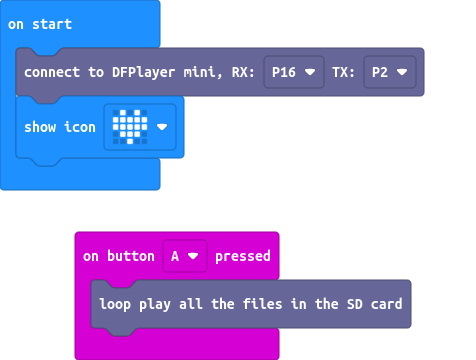 on start
connect to DFPlayer mini, RX: P16 TX: P2
show icon
on button A pressed
loop play all the files in the SD card